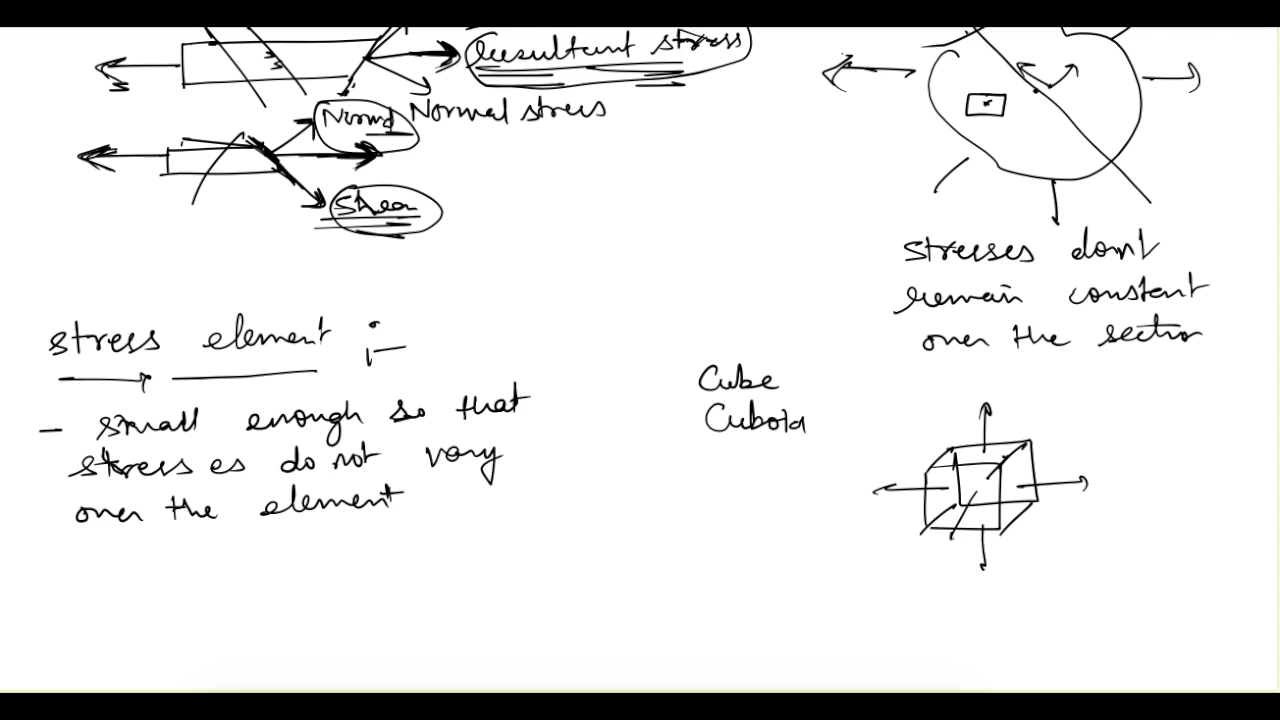 Resultant stress
Normal Normal stress
Shear
stresses don't
remain constant
over the section
stress element :-
- small enough so that
stresses do not vary
over the element
Cube
Cuboid